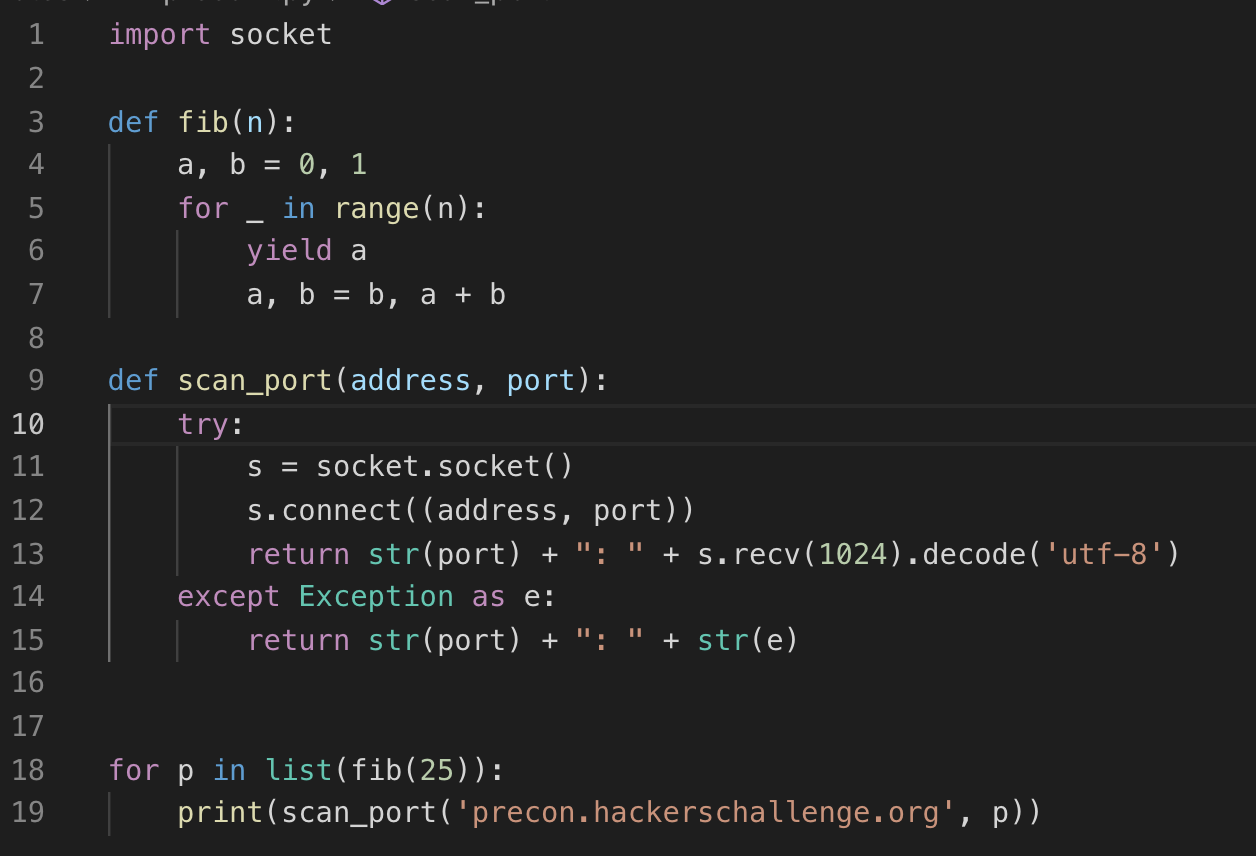 1 import socket
2
3 def fib(n):
4     a, b = 0, 1
5     for _ in range(n):
6         yield a
7         a, b = b, a + b
8
9 def scan_port(address, port):
10     try:
11         s = socket.socket()
12         s.connect((address, port))
13         return str(port) + ": " + s.recv(1024).decode('utf-8')
14     except Exception as e:
15         return str(port) + ": " + str(e)
16
17
18 for p in list(fib(25)):
19     print(scan_port('precon.hackerschallenge.org', p))